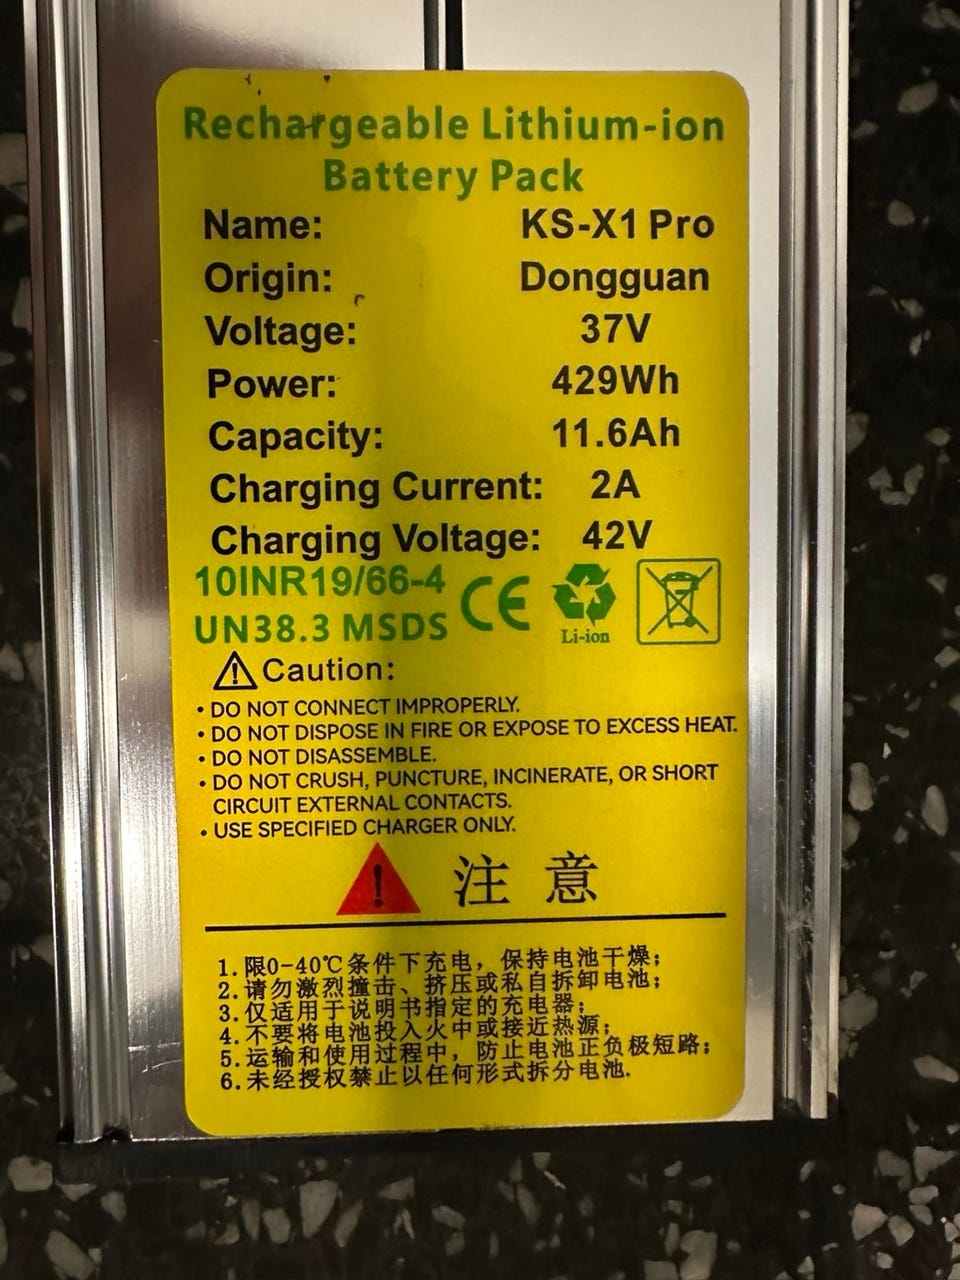 Rechargeable Lithium-ion
Battery Pack
Name: KS-X1 Pro
Origin: Dongguan
Voltage: 37V
Power: 429Wh
Capacity: 11.6Ah
Charging Current: 2A
Charging Voltage: 42V
10INR19/66-4
UN38.3 MSDS
CE
Li-ion
Caution:
• DO NOT CONNECT IMPROPERLY.
• DO NOT DISPOSE IN FIRE OR EXPOSE TO EXCESS HEAT.
• DO NOT DISASSEMBLE.
• DO NOT CRUSH, PUNCTURE, INCINERATE, OR SHORT
CIRCUIT EXTERNAL CONTACTS.
• USE SPECIFIED CHARGER ONLY.
注 意
1.限0-40℃条件下充电，保持电池干燥；
2.请勿激烈撞击、挤压或私自拆卸电池；
3.仅适用于说明书指定的充电器；
4.不要将电池投入火中或接近热源；
5.运输和使用过程中，防止电池正负极短路；
6.未经授权禁止以任何形式拆分电池.